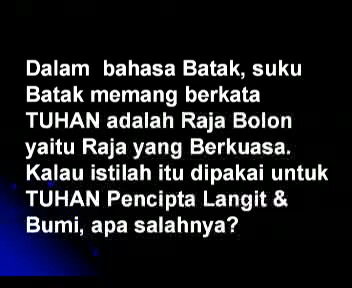 Dalam bahasa Batak, suku
Batak memang berkata
TUHAN adalah Raja Bolon
yaitu Raja yang Berkuasa.
Kalau istilah itu dipakai untuk
TUHAN Pencipta Langit &
Bumi, apa salahnya?